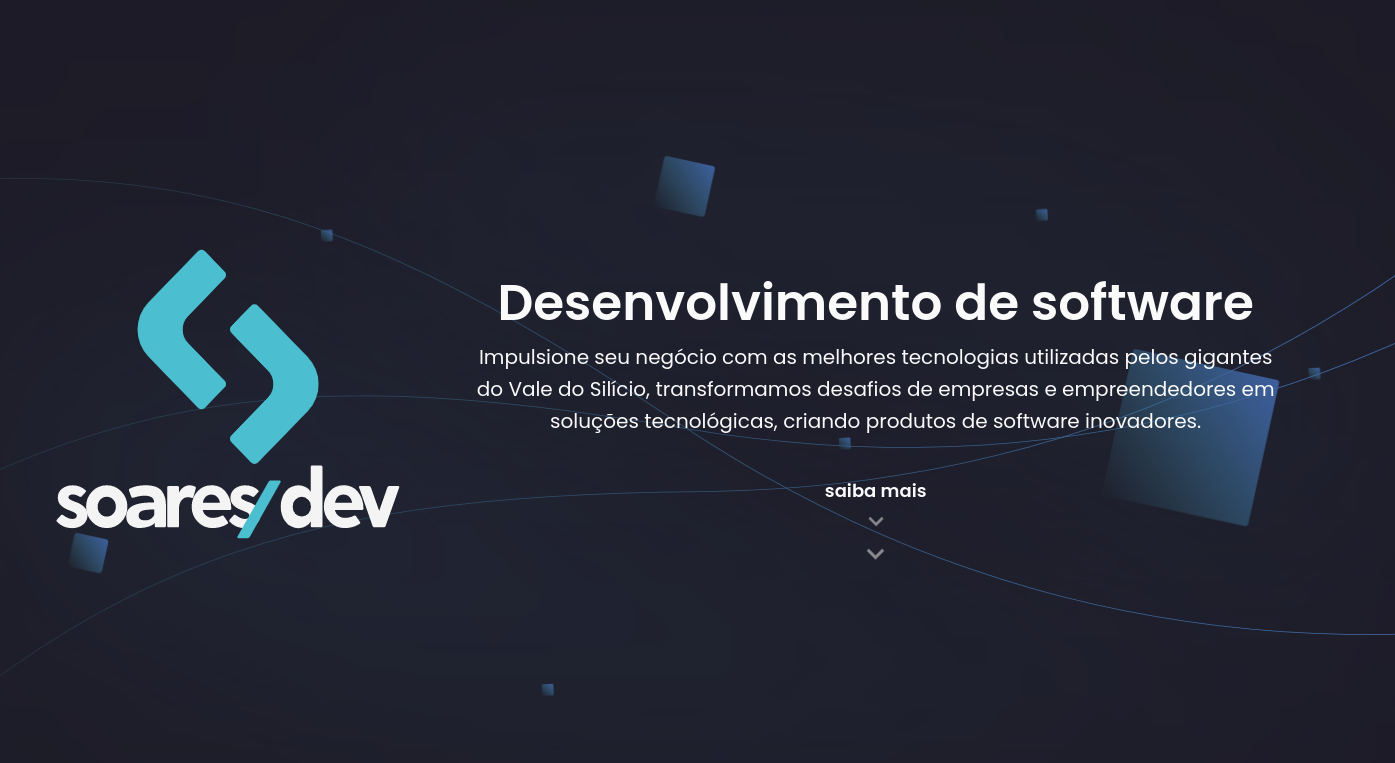 soares/dev
Desenvolvimento de software
Impulsione seu negócio com as melhores tecnologias utilizadas pelos gigantes
do Vale do Silício, transformamos desafios de empresas e empreendedores em
soluções tecnológicas, criando produtos de software inovadores.
saiba mais